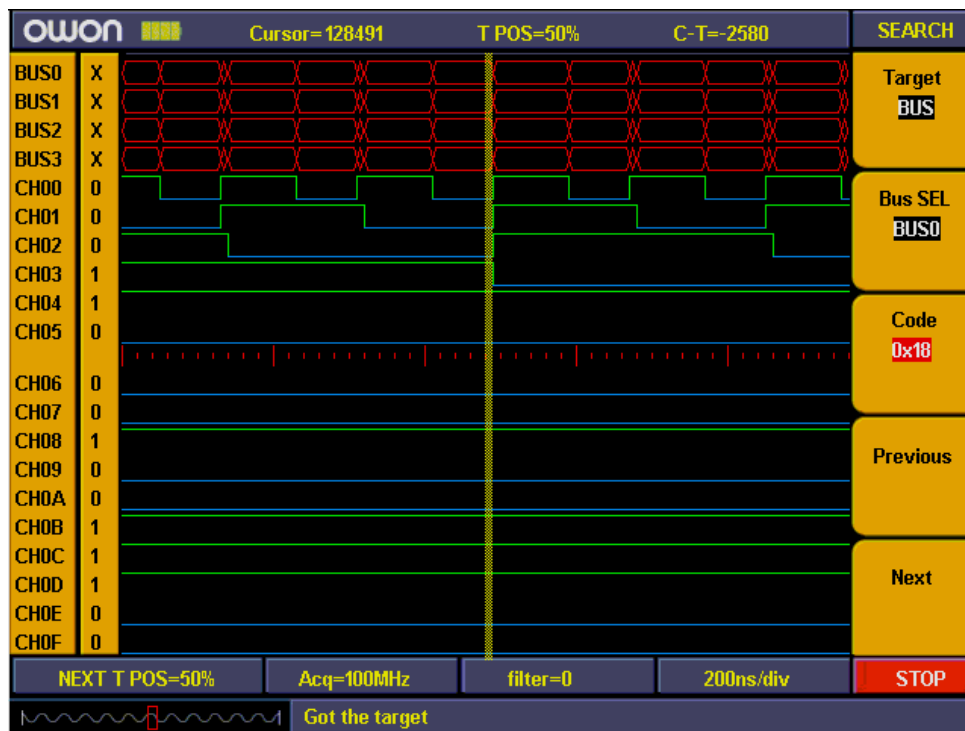 OWON Cursor=128491 T POS=50% C-T=-2580 SEARCH
BUS0 X
BUS1 X
BUS2 X
BUS3 X
CH00 0
CH01 0
CH02 0
CH03 1
CH04 1
CH05 0
CH06 0
CH07 0
CH08 1
CH09 0
CH0A 0
CH0B 1
CH0C 1
CH0D 1
CH0E 0
CH0F 0
Target
BUS
Bus SEL
BUS0
Code
0x18
Previous
Next
NEXT T POS=50% Acq=100MHz filter=0 200ns/div STOP
Got the target